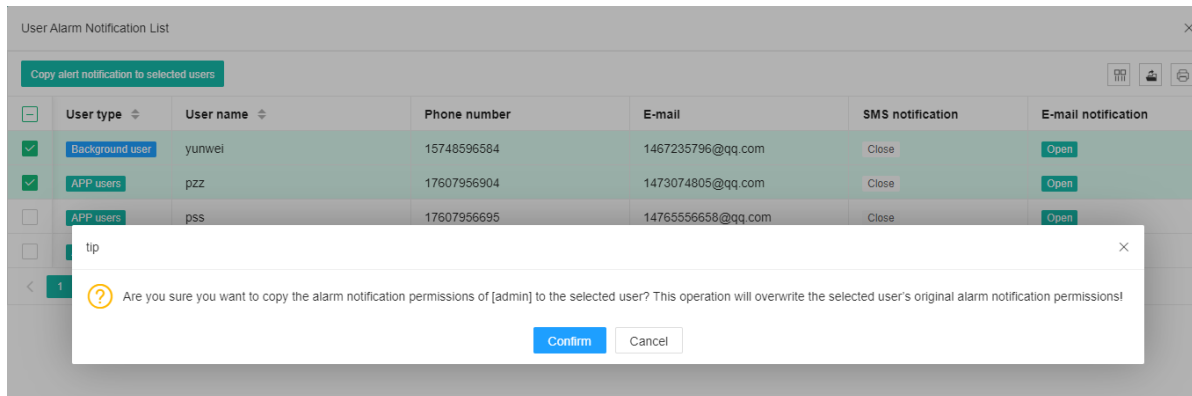 User Alarm Notification List
Copy alert notification to selected users
User type User name Phone number E-mail SMS notification E-mail notification
Background user yunwei 15748596584 1467235796@qq.com Close Open
APP users pzz 17607956904 1473074805@qq.com Close Open
APP users pss 17607956695 14765556658@qq.com Close Open
tip
1
Are you sure you want to copy the alarm notification permissions of [admin] to the selected user? This operation will overwrite the selected user's original alarm notification permissions!
Confirm Cancel